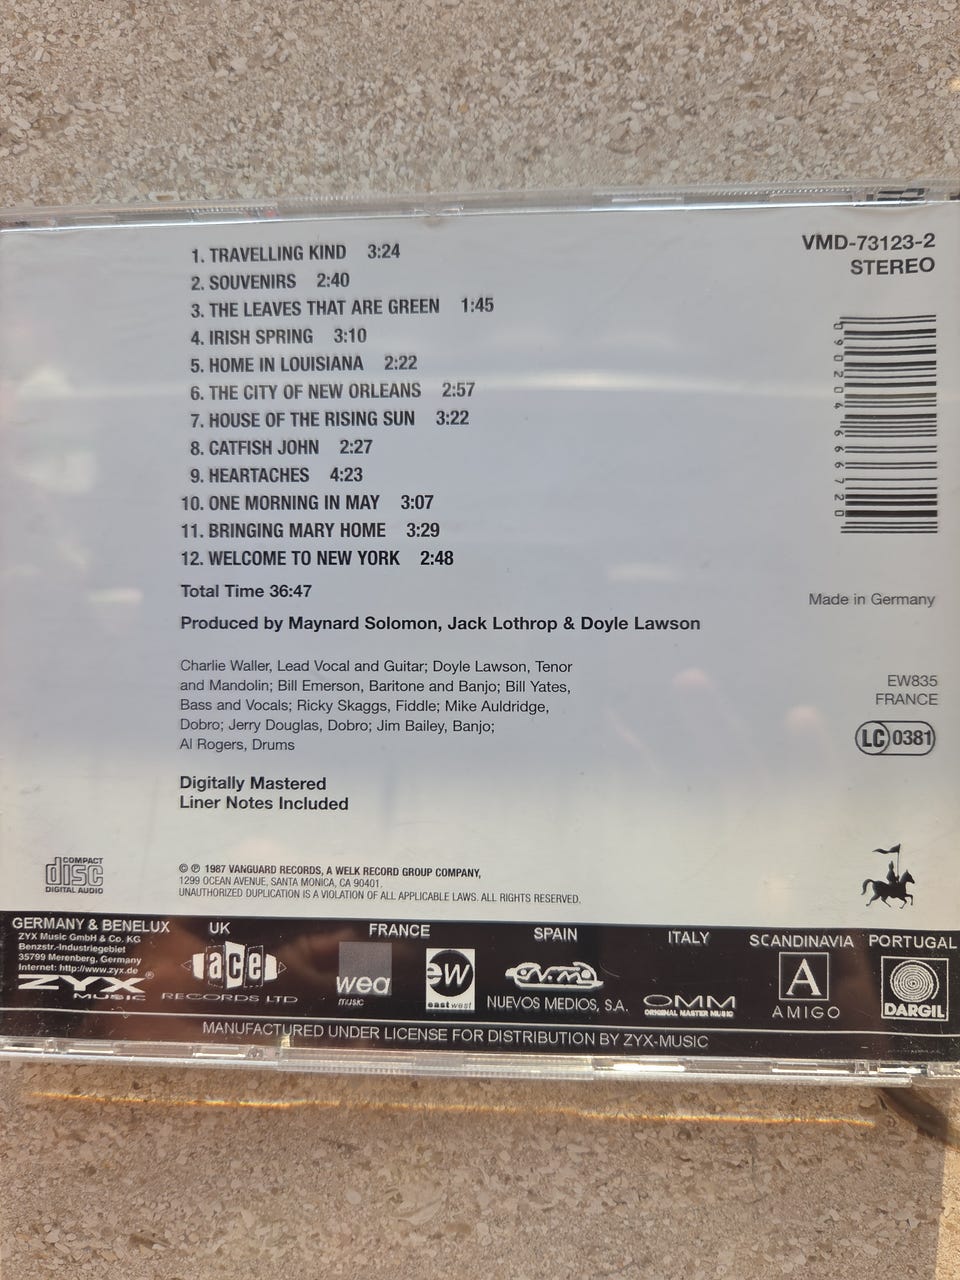 1. TRAVELLING KIND 3:24
2. SOUVENIRS 2:40
3. THE LEAVES THAT ARE GREEN 1:45
4. IRISH SPRING 3:10
5. HOME IN LOUISIANA 2:22
6. THE CITY OF NEW ORLEANS 2:57
7. HOUSE OF THE RISING SUN 3:22
8. CATFISH JOHN 2:27
9. HEARTACHES 4:23
10. ONE MORNING IN MAY 3:07
11. BRINGING MARY HOME 3:29
12. WELCOME TO NEW YORK 2:48
Total Time 36:47
Produced by Maynard Solomon, Jack Lothrop & Doyle Lawson
Charlie Waller, Lead Vocal and Guitar; Doyle Lawson, Tenor
and Mandolin; Bill Emerson, Baritone and Banjo; Bill Yates,
Bass and Vocals; Ricky Skaggs, Fiddle; Mike Auldridge,
Dobro; Jerry Douglas, Dobro; Jim Bailey, Banjo;
Al Rogers, Drums
Digitally Mastered
Liner Notes Included
VMD-73123-2
STEREO
090204666720
Made in Germany
EW835
FRANCE
LC 0381
COMPACT
disc
DIGITAL AUDIO
© ℗ 1987 VANGUARD RECORDS, A WELK RECORD GROUP COMPANY,
1299 OCEAN AVENUE, SANTA MONICA, CA 90401.
UNAUTHORIZED DUPLICATION IS A VIOLATION OF ALL APPLICABLE LAWS. ALL RIGHTS RESERVED.
GERMANY & BENELUX
ZYX Music GmbH & Co. KG
Benzstr.-Industriegebiet
35799 Merenberg, Germany
Internet: http://www.zyx.de
ZYX®
MUSIC
UK
ace
RECORDS LTD
FRANCE
wea
music
ew
eastwest
SPAIN
NUEVOS MEDIOS, S.A.
ITALY
OMM
ORIGINAL MASTER MUSIC
SCANDINAVIA
A
AMIGO
PORTUGAL
DARGIL
MANUFACTURED UNDER LICENSE FOR DISTRIBUTION BY ZYX-MUSIC